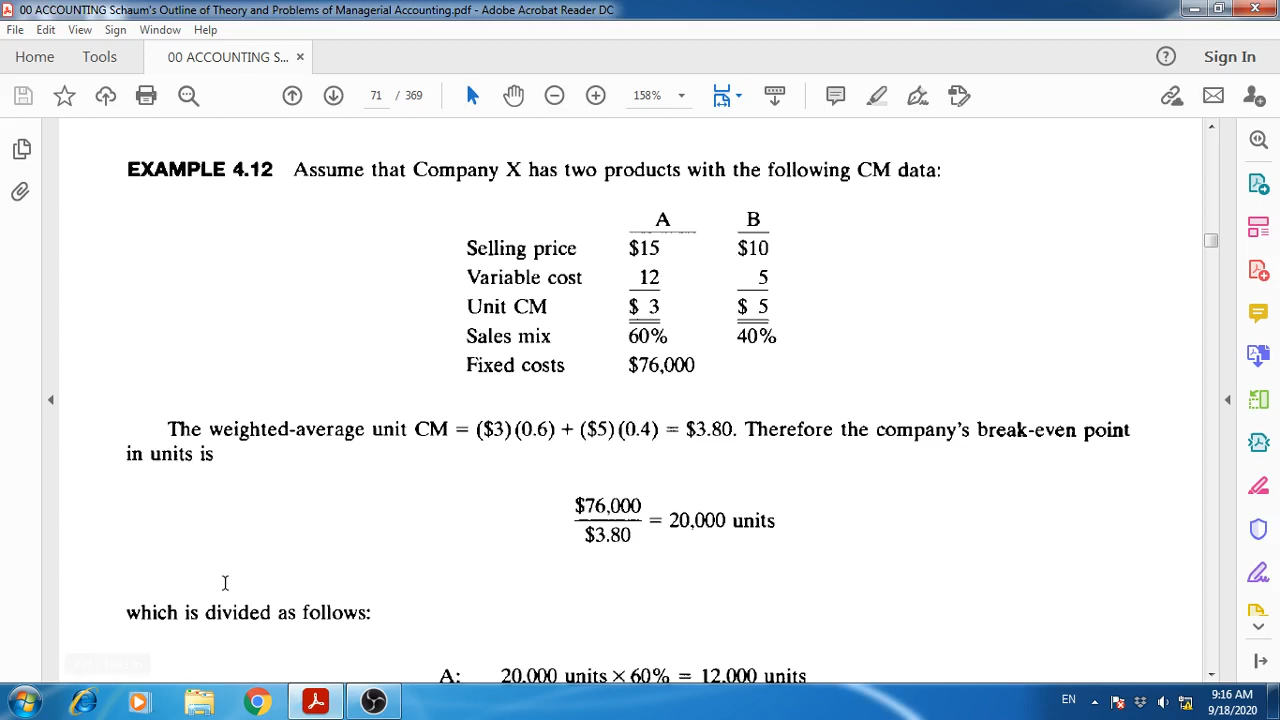 00 ACCOUNTING Schaum's Outline of Theory and Problems of Managerial Accounting.pdf - Adobe Acrobat Reader DC
File Edit View Sign Window Help
Home Tools 00 ACCOUNTING S... × Sign In
71 / 369 158%
EXAMPLE 4.12 Assume that Company X has two products with the following CM data:
A B
Selling price $15 $10
Variable cost 12 5
Unit CM $ 3 $ 5
Sales mix 60% 40%
Fixed costs $76,000
The weighted-average unit CM = ($3)(0.6) + ($5)(0.4) = $3.80. Therefore the company's break-even point
in units is
$76,000
$3.80
= 20,000 units
which is divided as follows:
A: 20,000 units × 60% = 12,000 units
EN 9:16 AM
9/18/2020